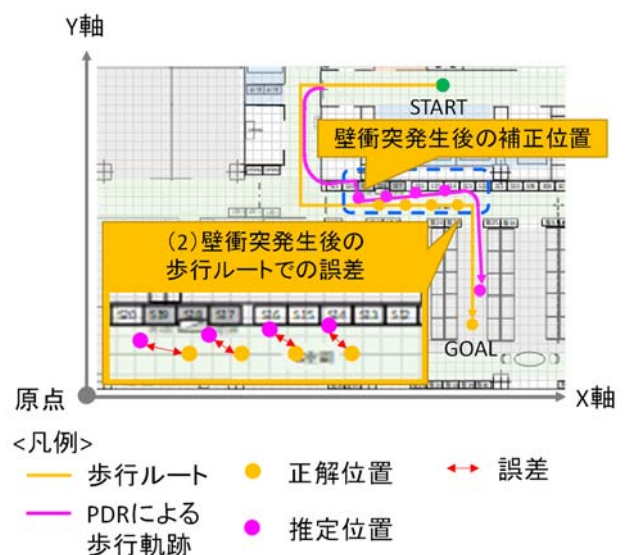 Y軸
START
壁衝突発生後の補正位置
(2)壁衝突発生後の
歩行ルートでの誤差
S20 S19 S18 S17 S16 S15 S14 S13 S12
GOAL
原点
X軸
<凡例>
歩行ルート
正解位置
誤差
PDRによる
歩行軌跡
推定位置